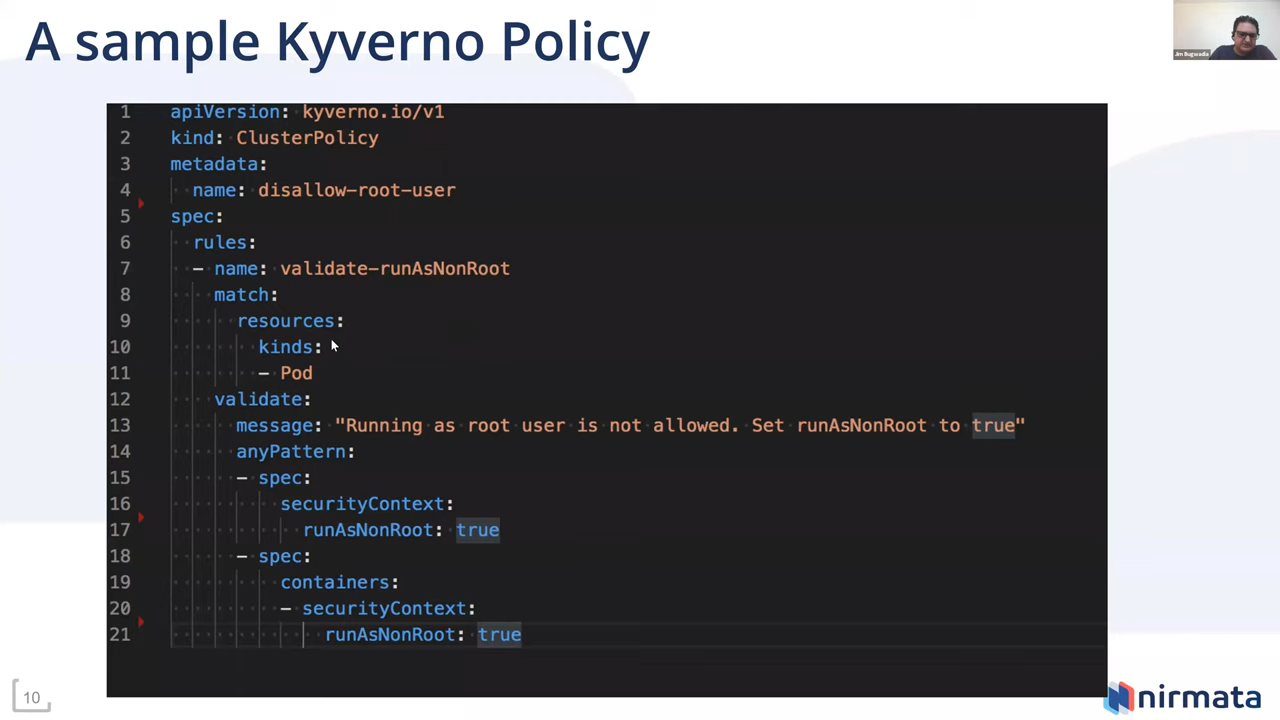 A sample Kyverno Policy
Jim Bugwadia
1 apiVersion: kyverno.io/v1
2 kind: ClusterPolicy
3 metadata:
4 name: disallow-root-user
5 spec:
6 rules:
7 - name: validate-runAsNonRoot
8 match:
9 resources:
10 kinds:
11 - Pod
12 validate:
13 message: "Running as root user is not allowed. Set runAsNonRoot to true"
14 anyPattern:
15 - spec:
16 securityContext:
17 runAsNonRoot: true
18 - spec:
19 containers:
20 - securityContext:
21 runAsNonRoot: true
10
nirmata